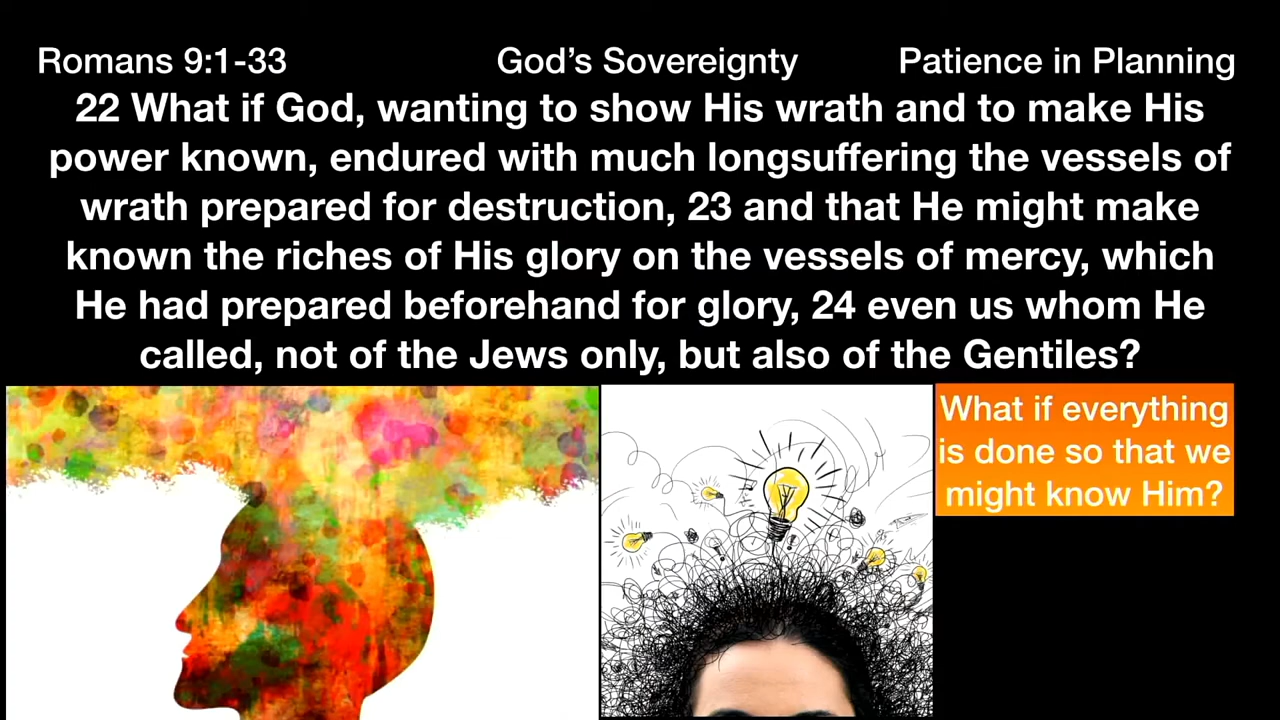 Romans 9:1-33 God's Sovereignty Patience in Planning
22 What if God, wanting to show His wrath and to make His
power known, endured with much longsuffering the vessels of
wrath prepared for destruction, 23 and that He might make
known the riches of His glory on the vessels of mercy, which
He had prepared beforehand for glory, 24 even us whom He
called, not of the Jews only, but also of the Gentiles?
What if everything
is done so that we
might know Him?